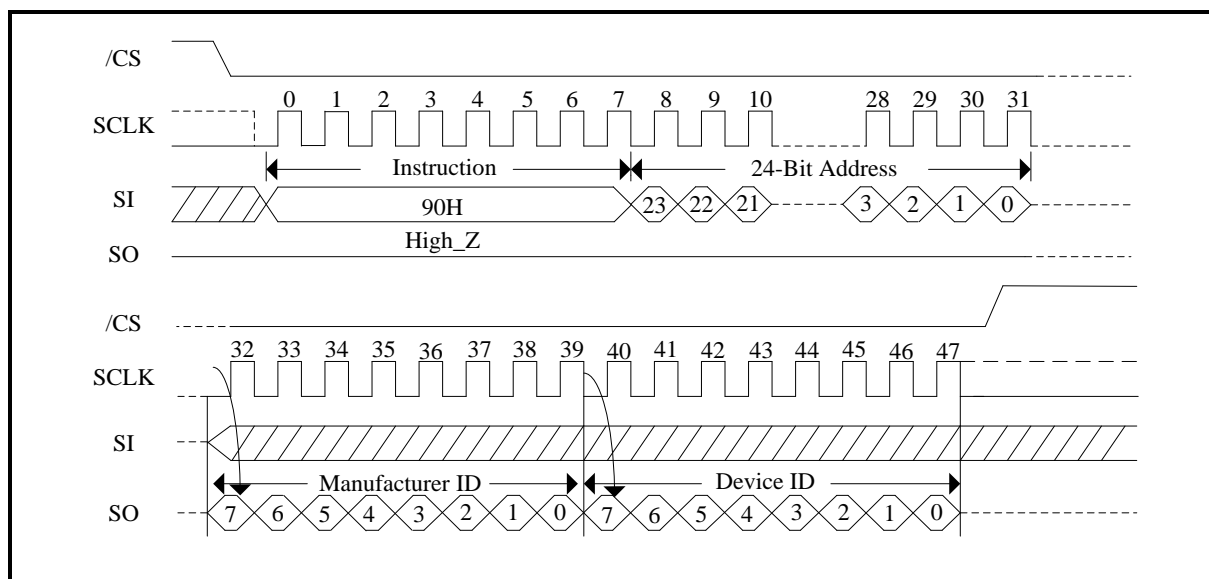 /CS
0 1 2 3 4 5 6 7 8 9 10 28 29 30 31
SCLK
Instruction 24-Bit Address
SI 90H 23 22 21 3 2 1 0
High_Z
SO
/CS
32 33 34 35 36 37 38 39 40 41 42 43 44 45 46 47
SCLK
SI
Manufacturer ID Device ID
SO 7 6 5 4 3 2 1 0 7 6 5 4 3 2 1 0